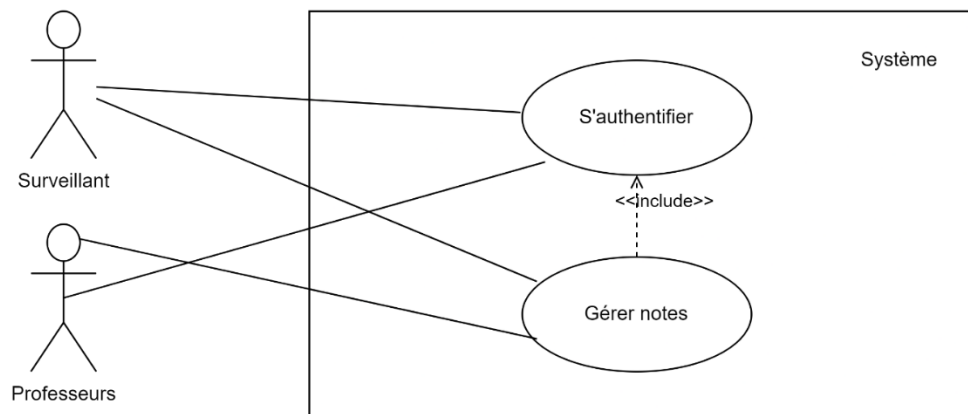 Système
S'authentifier
Surveillant
<<include>>
Gérer notes
Professeurs